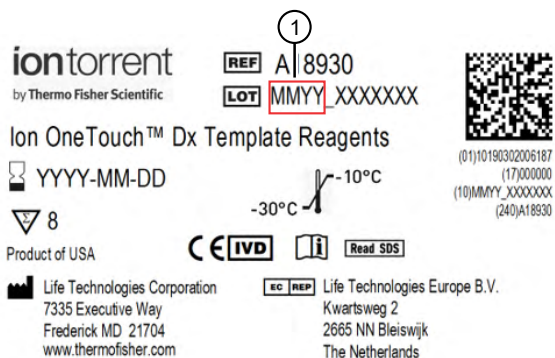 1
iontorrent
by Thermo Fisher Scientific
REF A18930
LOT MMYY_XXXXXXX
Ion OneTouch™ Dx Template Reagents
YYYY-MM-DD
-10°C
-30°C
Σ 8
(01)10190302006187
(17)000000
(10)MMYY_XXXXXXX
(240)A18930
Product of USA
CE IVD i Read SDS
Life Technologies Corporation
7335 Executive Way
Frederick MD 21704
www.thermofisher.com
EC REP Life Technologies Europe B.V.
Kwartsweg 2
2665 NN Bleiswijk
The Netherlands